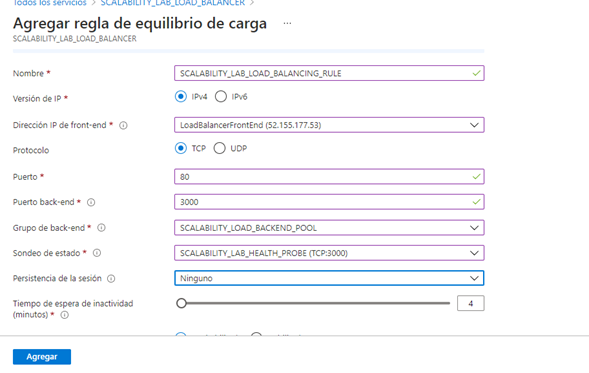 Todos los servicios > SCALABILITY_LAB_LOAD_BALANCER >
Agregar regla de equilibrio de carga ...
SCALABILITY_LAB_LOAD_BALANCER
Nombre * SCALABILITY_LAB_LOAD_BALANCING_RULE
Versión de IP * IPv4 IPv6
Dirección IP de front-end * LoadBalancerFrontEnd (52.155.177.53)
Protocolo TCP UDP
Puerto * 80
Puerto back-end * 3000
Grupo de back-end * SCALABILITY_LOAD_BACKEND_POOL
Sondeo de estado * SCALABILITY_LAB_HEALTH_PROBE (TCP:3000)
Persistencia de la sesión Ninguno
Tiempo de espera de inactividad
(minutos) * 4
Agregar